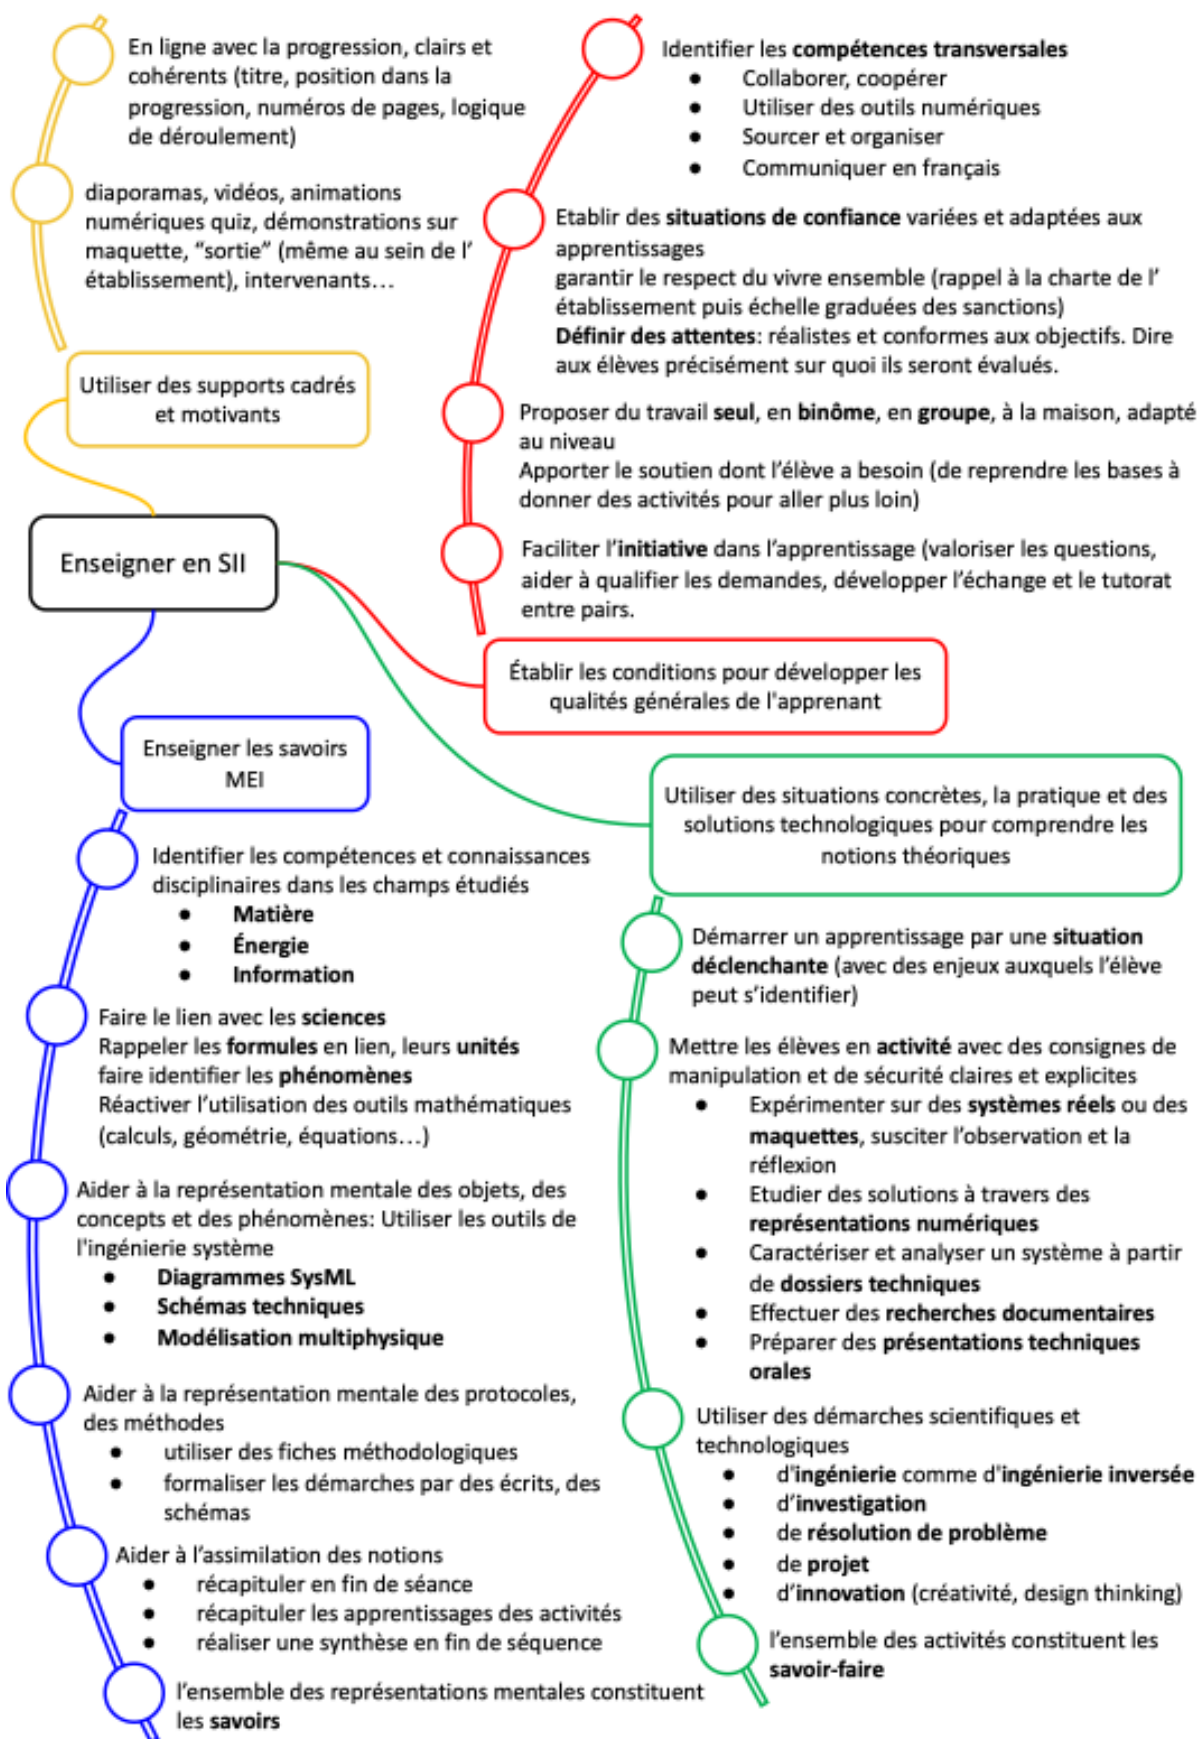 En ligne avec la progression, clairs et
cohérents (titre, position dans la
progression, numéros de pages, logique
de déroulement)
diaporamas, vidéos, animations
numériques quiz, démonstrations sur
maquette, “sortie” (même au sein de l’
établissement), intervenants…
Utiliser des supports cadrés
et motivants
Enseigner en SII
Identifier les compétences transversales
● Collaborer, coopérer
● Utiliser des outils numériques
● Sourcer et organiser
● Communiquer en français
Etablir des situations de confiance variées et adaptées aux
apprentissages
garantir le respect du vivre ensemble (rappel à la charte de l’
établissement puis échelle graduées des sanctions)
Définir des attentes: réalistes et conformes aux objectifs. Dire
aux élèves précisément sur quoi ils seront évalués.
Proposer du travail seul, en binôme, en groupe, à la maison, adapté
au niveau
Apporter le soutien dont l’élève a besoin (de reprendre les bases à
donner des activités pour aller plus loin)
Faciliter l’initiative dans l’apprentissage (valoriser les questions,
aider à qualifier les demandes, développer l’échange et le tutorat
entre pairs.
Établir les conditions pour développer les
qualités générales de l'apprenant
Enseigner les savoirs
MEI
Identifier les compétences et connaissances
disciplinaires dans les champs étudiés
● Matière
● Énergie
● Information
Faire le lien avec les sciences
Rappeler les formules en lien, leurs unités
faire identifier les phénomènes
Réactiver l’utilisation des outils mathématiques
(calculs, géométrie, équations…)
Aider à la représentation mentale des objets, des
concepts et des phénomènes: Utiliser les outils de
l'ingénierie système
● Diagrammes SysML
● Schémas techniques
● Modélisation multiphysique
Aider à la représentation mentale des protocoles,
des méthodes
● utiliser des fiches méthodologiques
● formaliser les démarches par des écrits, des
schémas
Aider à l’assimilation des notions
● récapituler en fin de séance
● récapituler les apprentissages des activités
● réaliser une synthèse en fin de séquence
l’ensemble des représentations mentales constituent
les savoirs
Utiliser des situations concrètes, la pratique et des
solutions technologiques pour comprendre les
notions théoriques
Démarrer un apprentissage par une situation
déclenchante (avec des enjeux auxquels l’élève
peut s’identifier)
Mettre les élèves en activité avec des consignes de
manipulation et de sécurité claires et explicites
● Expérimenter sur des systèmes réels ou des
maquettes, susciter l’observation et la
réflexion
● Etudier des solutions à travers des
représentations numériques
● Caractériser et analyser un système à partir
de dossiers techniques
● Effectuer des recherches documentaires
● Préparer des présentations techniques
orales
Utiliser des démarches scientifiques et
technologiques
● d'ingénierie comme d'ingénierie inversée
● d’investigation
● de résolution de problème
● de projet
● d’innovation (créativité, design thinking)
l’ensemble des activités constituent les
savoir-faire